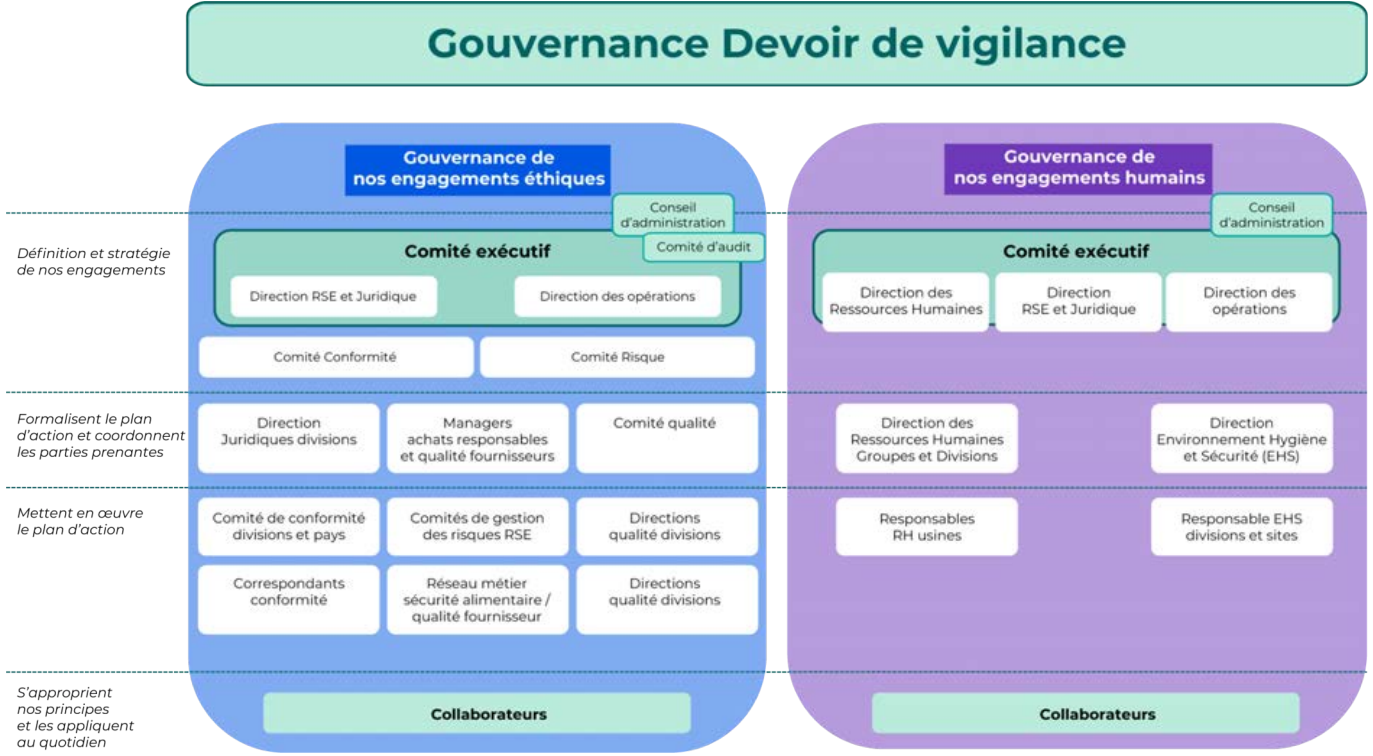 Gouvernance Devoir de vigilance
Gouvernance de
nos engagements éthiques
Gouvernance de
nos engagements humains
Définition et stratégie
de nos engagements
Conseil
d'administration
Comité d'audit
Comité exécutif
Direction RSE et Juridique
Direction des opérations
Comité Conformité
Comité Risque
Conseil
d'administration
Comité exécutif
Direction des
Ressources Humaines
Direction
RSE et Juridique
Direction des
opérations
Formalisent le plan
d'action et coordonnent
les parties prenantes
Direction
Juridiques divisions
Managers
achats responsables
et qualité fournisseurs
Comité qualité
Direction des
Ressources Humaines
Groupes et Divisions
Direction
Environnement Hygiène
et Sécurité (EHS)
Mettent en œuvre
le plan d'action
Comité de conformité
divisions et pays
Comités de gestion
des risques RSE
Directions
qualité divisions
Correspondants
conformité
Réseau métier
sécurité alimentaire /
qualité fournisseur
Directions
qualité divisions
Responsables
RH usines
Responsable EHS
divisions et sites
S'approprient
nos principes
et les appliquent
au quotidien
Collaborateurs
Collaborateurs